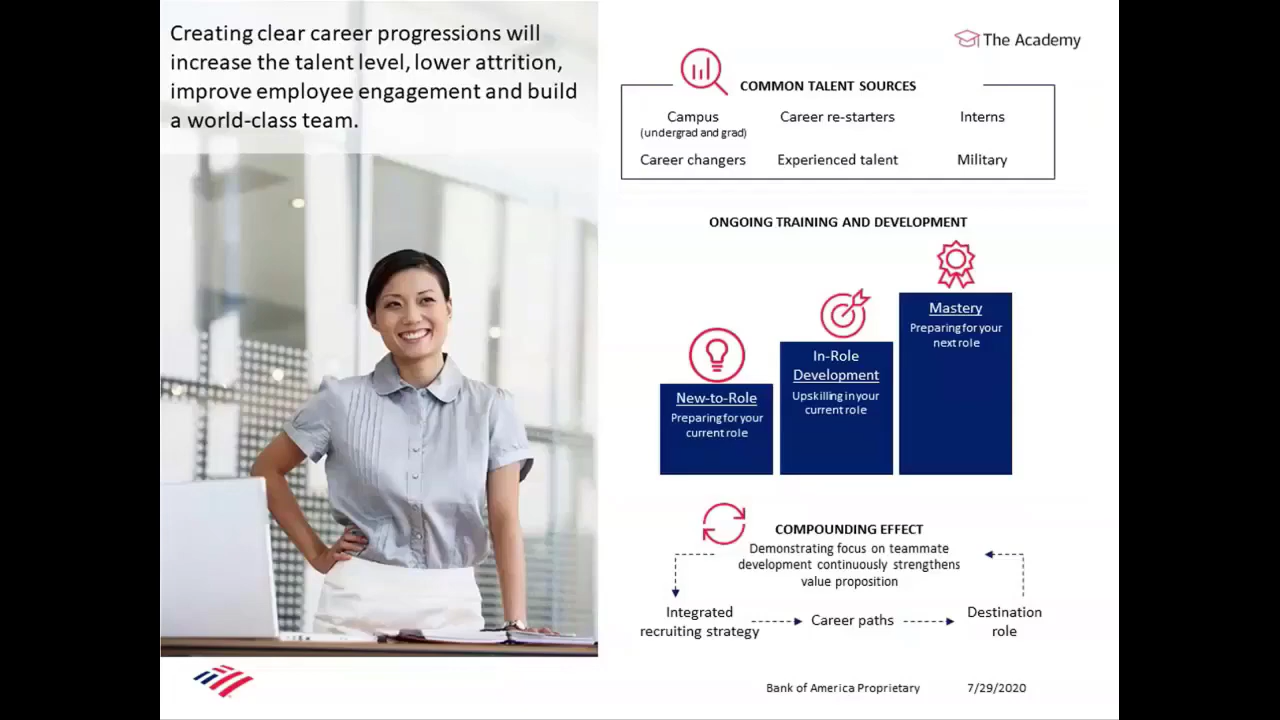 Creating clear career progressions will
increase the talent level, lower attrition,
improve employee engagement and build
a world-class team.
The Academy
COMMON TALENT SOURCES
Campus
(undergrad and grad)
Career re-starters
Interns
Career changers
Experienced talent
Military
ONGOING TRAINING AND DEVELOPMENT
New-to-Role
Preparing for your
current role
In-Role
Development
Upskilling in your
current role
Mastery
Preparing for your
next role
COMPOUNDING EFFECT
Demonstrating focus on teammate
development continuously strengthens
value proposition
Integrated
recruiting strategy
Career paths
Destination
role
Bank of America Proprietary
7/29/2020